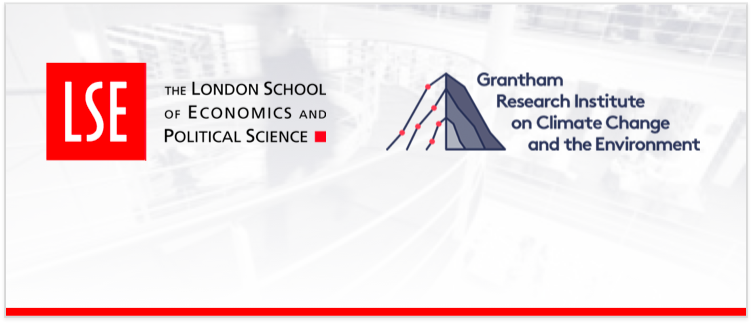 LSE
THE LONDON SCHOOL
OF ECONOMICS AND
POLITICAL SCIENCE
Grantham
Research Institute
on Climate Change
and the Environment